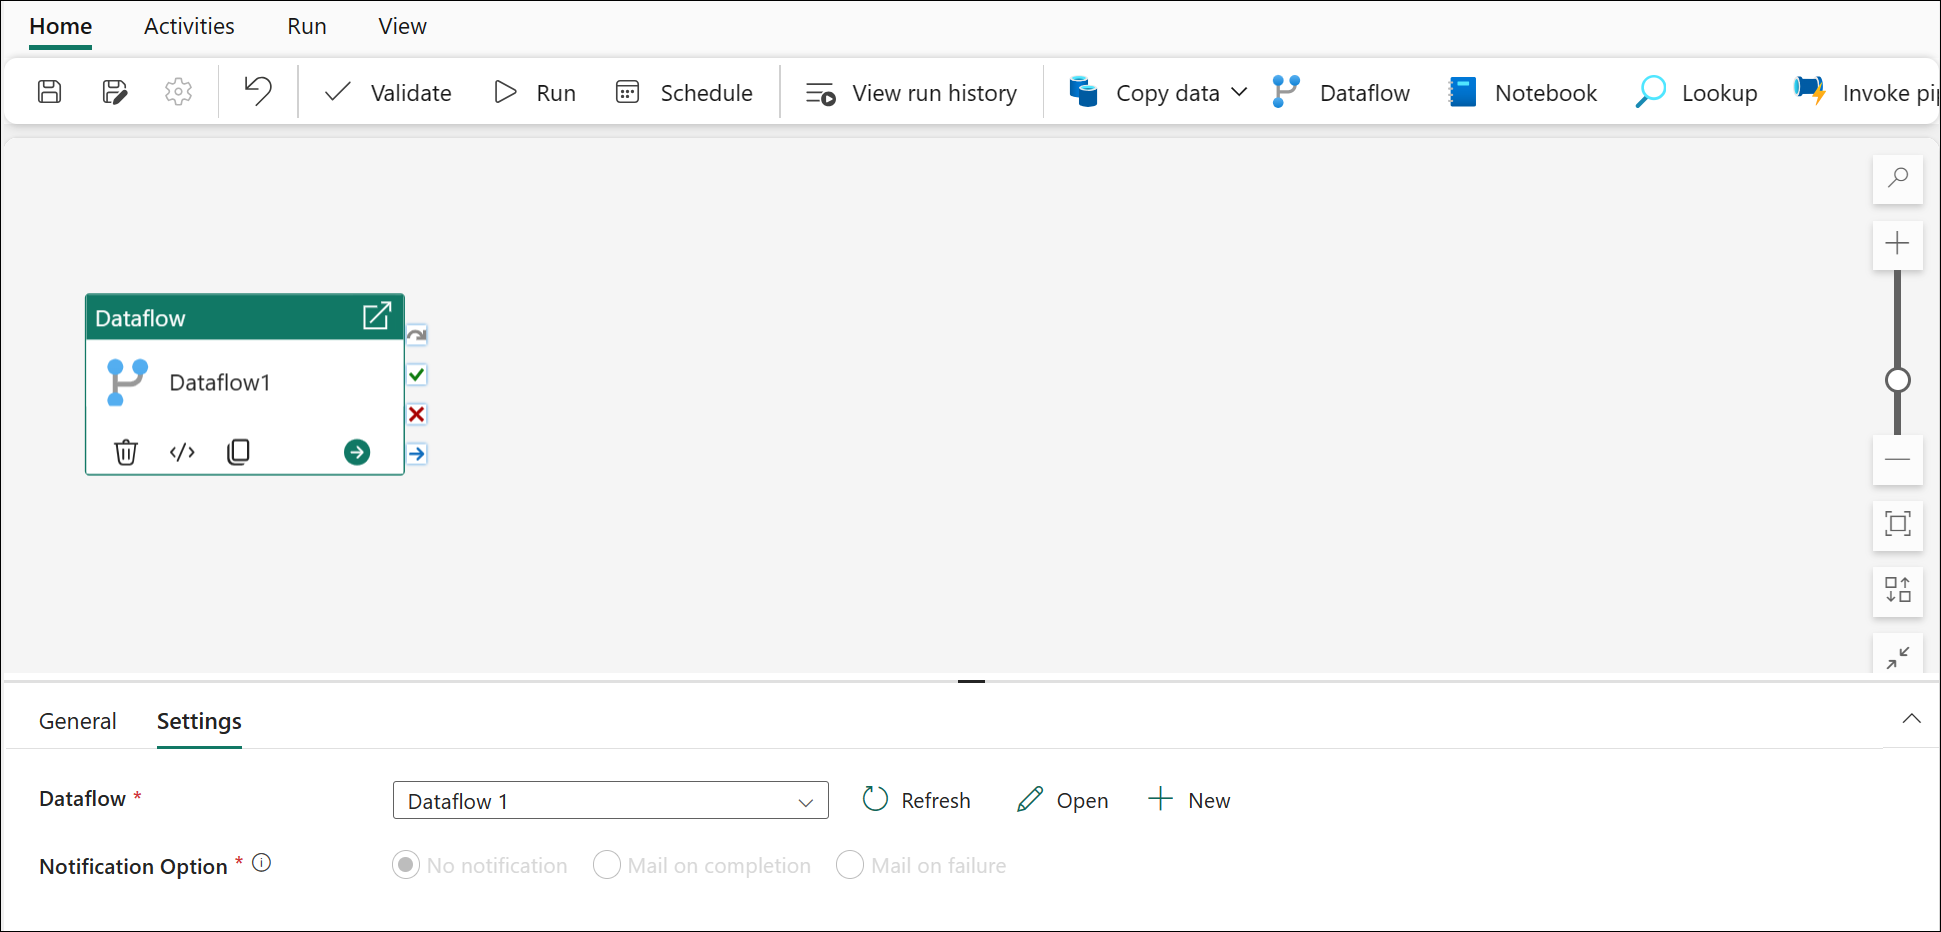 Home Activities Run View
Validate Run Schedule View run history Copy data Dataflow Notebook Lookup Invoke pi
Dataflow
Dataflow1
General Settings
Dataflow * Dataflow 1 Refresh Open New
Notification Option * No notification Mail on completion Mail on failure